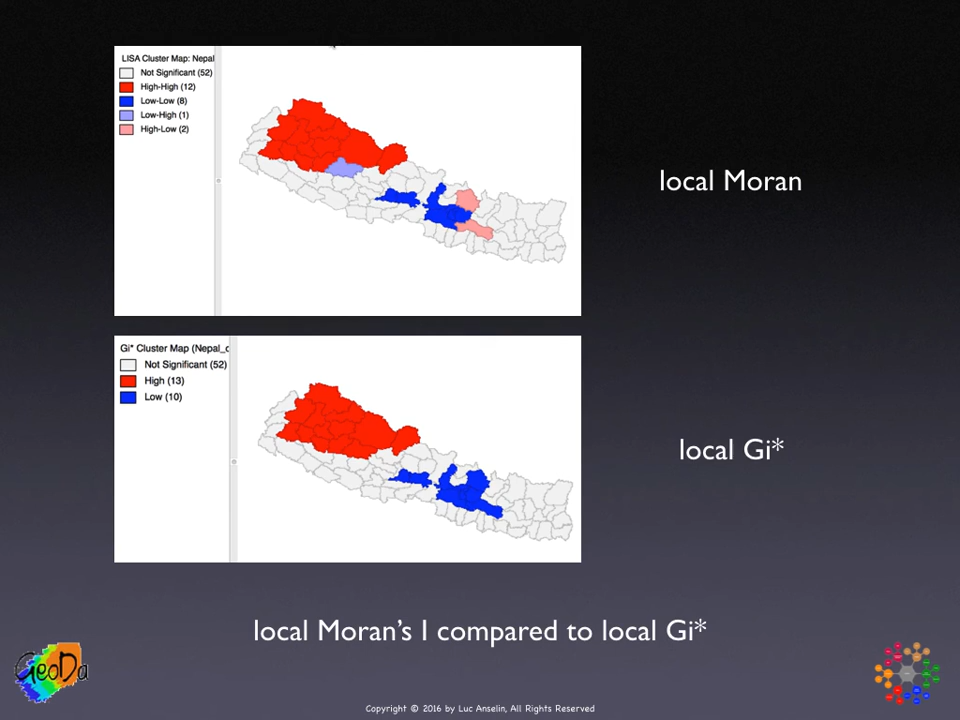 LISA Cluster Map: Nepal
Not Significant (52)
High-High (12)
Low-Low (8)
Low-High (1)
High-Low (2)
local Moran
Gi* Cluster Map (Nepal_
Not Significant (52)
High (13)
Low (10)
local Gi*
local Moran’s I compared to local Gi*
GeoDa
Copyright © 2016 by Luc Anselin, All Rights Reserved